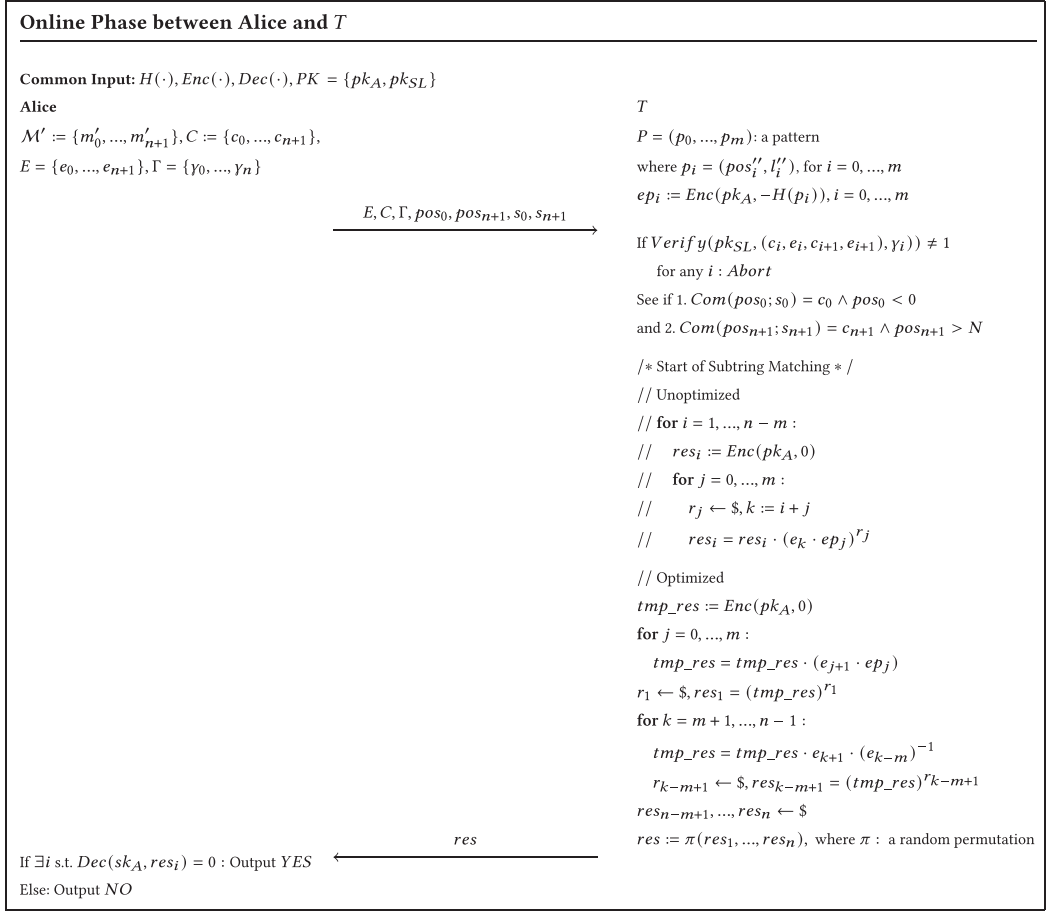 Online Phase between Alice and T
Common Input: H(·), Enc(·), Dec(·), PK = {pk_A, pk_{SL}}
Alice
M′ := {m′_0, ..., m′_{n+1}}, C := {c_0, ..., c_{n+1}},
E = {e_0, ..., e_{n+1}}, Γ = {γ_0, ..., γ_n}
T
P = (p_0, ..., p_m): a pattern
where p_i = (pos″_i, l″_i), for i = 0, ..., m
ep_i := Enc(pk_A, −H(p_i)), i = 0, ..., m
E, C, Γ, pos_0, pos_{n+1}, s_0, s_{n+1}
If Verify(pk_{SL}, (c_i, e_i, c_{i+1}, e_{i+1}), γ_i)) ≠ 1
for any i : Abort
See if 1. Com(pos_0; s_0) = c_0 ∧ pos_0 < 0
and 2. Com(pos_{n+1}; s_{n+1}) = c_{n+1} ∧ pos_{n+1} > N
/∗ Start of Subtring Matching ∗ /
// Unoptimized
// for i = 1, ..., n − m :
// res_i := Enc(pk_A, 0)
// for j = 0, ..., m :
// r_j ← $, k := i + j
// res_i = res_i · (e_k · ep_j)^{r_j}
// Optimized
tmp_res := Enc(pk_A, 0)
for j = 0, ..., m :
tmp_res = tmp_res · (e_{j+1} · ep_j)
r_1 ← $, res_1 = (tmp_res)^{r_1}
for k = m + 1, ..., n − 1 :
tmp_res = tmp_res · e_{k+1} · (e_{k−m})^{−1}
r_{k−m+1} ← $, res_{k−m+1} = (tmp_res)^{r_{k−m+1}}
res_{n−m+1}, ..., res_n ← $
res := π(res_1, ..., res_n), where π : a random permutation
res
If ∃i s.t. Dec(sk_A, res_i) = 0 : Output YES
Else: Output NO